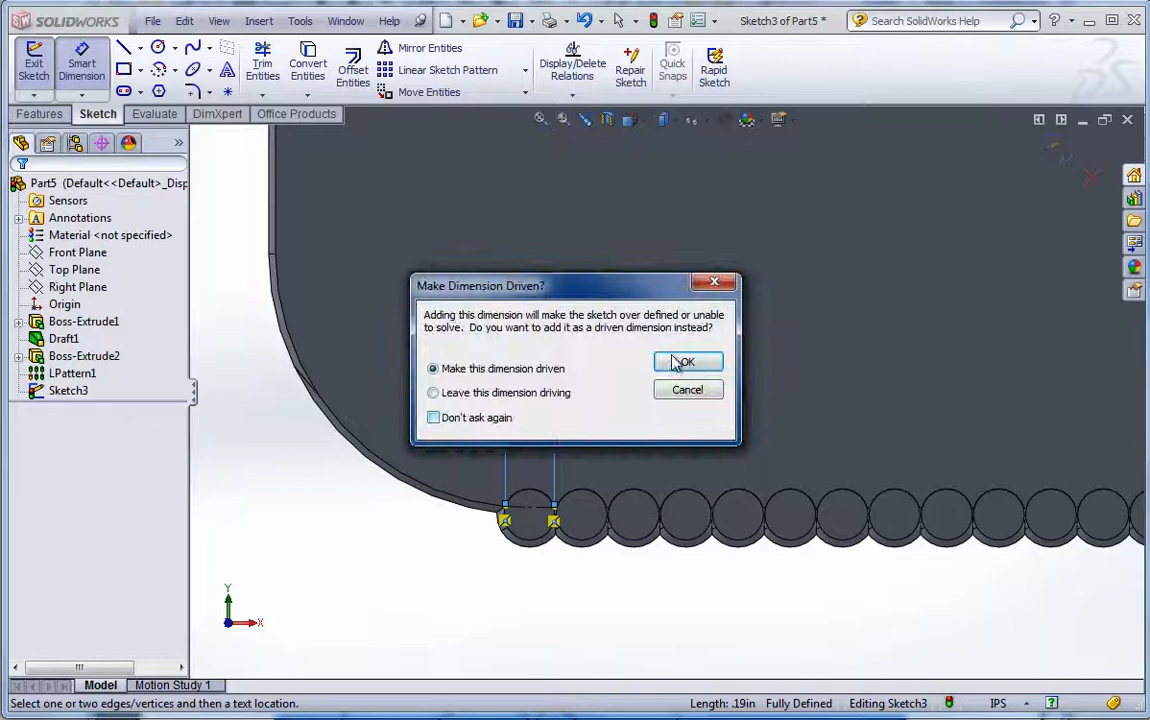 SOLIDWORKS File Edit View Insert Tools Window Help Sketch3 of Part5 * Search SolidWorks Help
Exit Sketch
Smart Dimension
Trim Entities
Convert Entities
Offset Entities
Mirror Entities
Linear Sketch Pattern
Move Entities
Display/Delete Relations
Repair Sketch
Quick Snaps
Rapid Sketch
Features Sketch Evaluate DimXpert Office Products
Part5 (Default<<Default>_Disp
Sensors
Annotations
Material <not specified>
Front Plane
Top Plane
Right Plane
Origin
Boss-Extrude1
Draft1
Boss-Extrude2
LPattern1
Sketch3
Make Dimension Driven?
Adding this dimension will make the sketch over defined or unable
to solve. Do you want to add it as a driven dimension instead?
Make this dimension driven
OK
Leave this dimension driving
Cancel
Don't ask again
Y
X
Model Motion Study 1
Select one or two edges/vertices and then a text location. Length: .19in Fully Defined Editing Sketch3 IPS